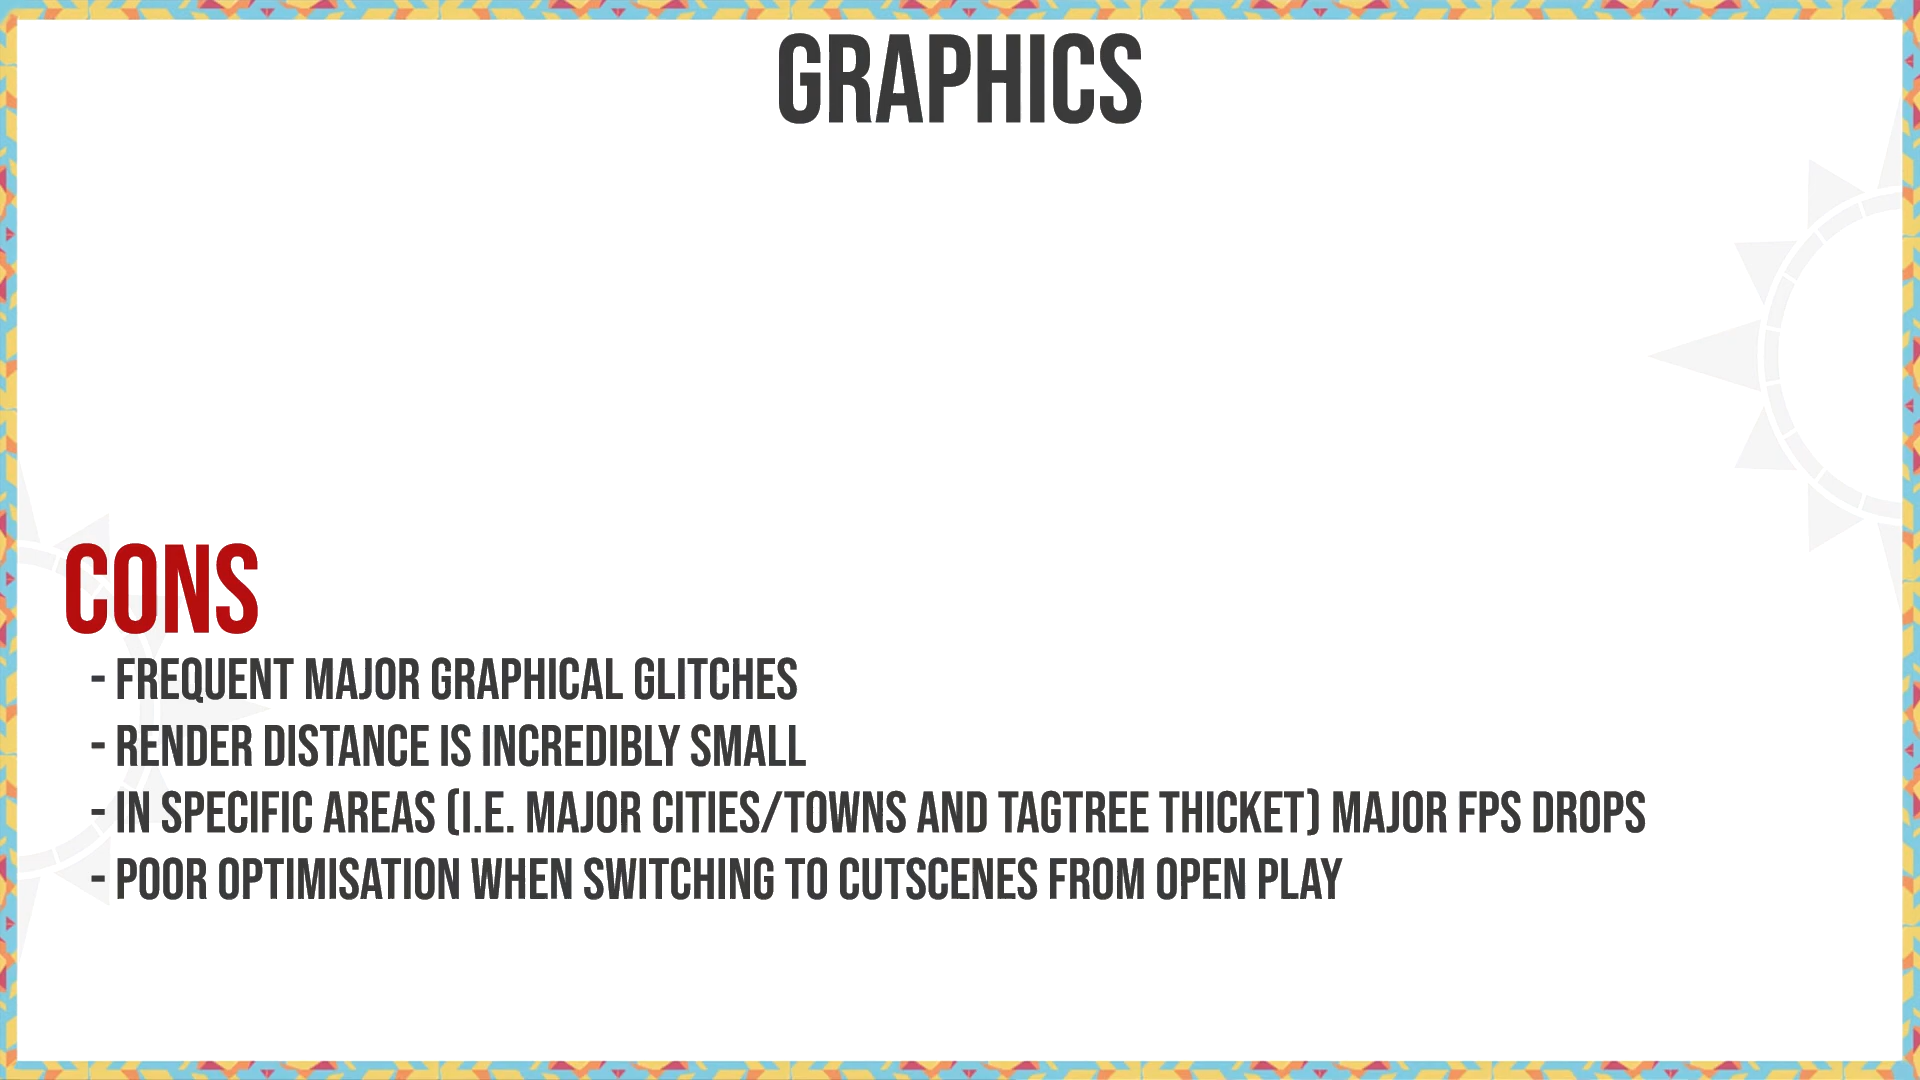 GRAPHICS
CONS
- FREQUENT MAJOR GRAPHICAL GLITCHES
- RENDER DISTANCE IS INCREDIBLY SMALL
- IN SPECIFIC AREAS (I.E. MAJOR CITIES/TOWNS AND TAGTREE THICKET) MAJOR FPS DROPS
- POOR OPTIMISATION WHEN SWITCHING TO CUTSCENES FROM OPEN PLAY